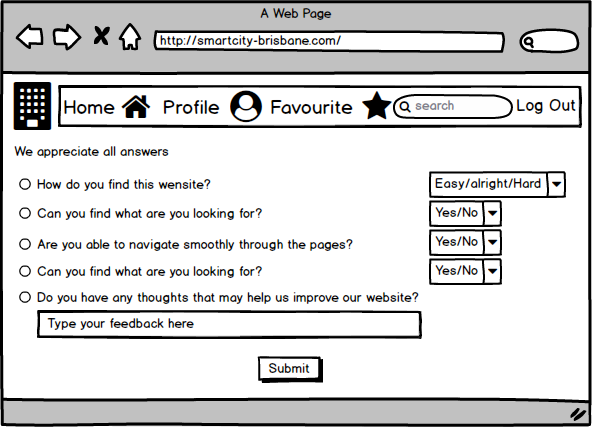 A Web Page
http://smartcity-brisbane.com/
Home Profile Favourite search Log Out
We appreciate all answers
How do you find this wensite? Easy/alright/Hard
Can you find what are you looking for? Yes/No
Are you able to navigate smoothly through the pages? Yes/No
Can you find what are you looking for? Yes/No
Do you have any thoughts that may help us improve our website?
Type your feedback here
Submit